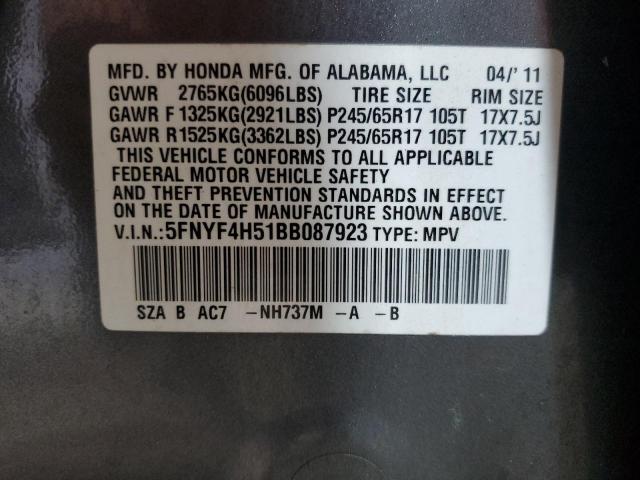 MFD. BY HONDA MFG. OF ALABAMA, LLC 04/'11
GVWR 2765KG(6096LBS) TIRE SIZE RIM SIZE
GAWR F 1325KG(2921LBS) P245/65R17 105T 17X7.5J
GAWR R1525KG(3362LBS) P245/65R17 105T 17X7.5J
THIS VEHICLE CONFORMS TO ALL APPLICABLE
FEDERAL MOTOR VEHICLE SAFETY
AND THEFT PREVENTION STANDARDS IN EFFECT
ON THE DATE OF MANUFACTURE SHOWN ABOVE.
V.I.N.:5FNYF4H51BB087923 TYPE: MPV
SZA B AC7 -NH737M -A -B